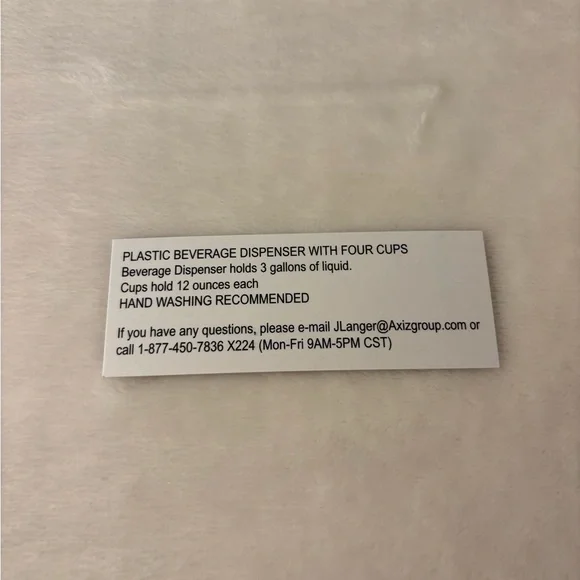 PLASTIC BEVERAGE DISPENSER WITH FOUR CUPS
Beverage Dispenser holds 3 gallons of liquid.
Cups hold 12 ounces each
HAND WASHING RECOMMENDED
If you have any questions, please e-mail JLanger@Axizgroup.com or
call 1-877-450-7836 X224 (Mon-Fri 9AM-5PM CST)